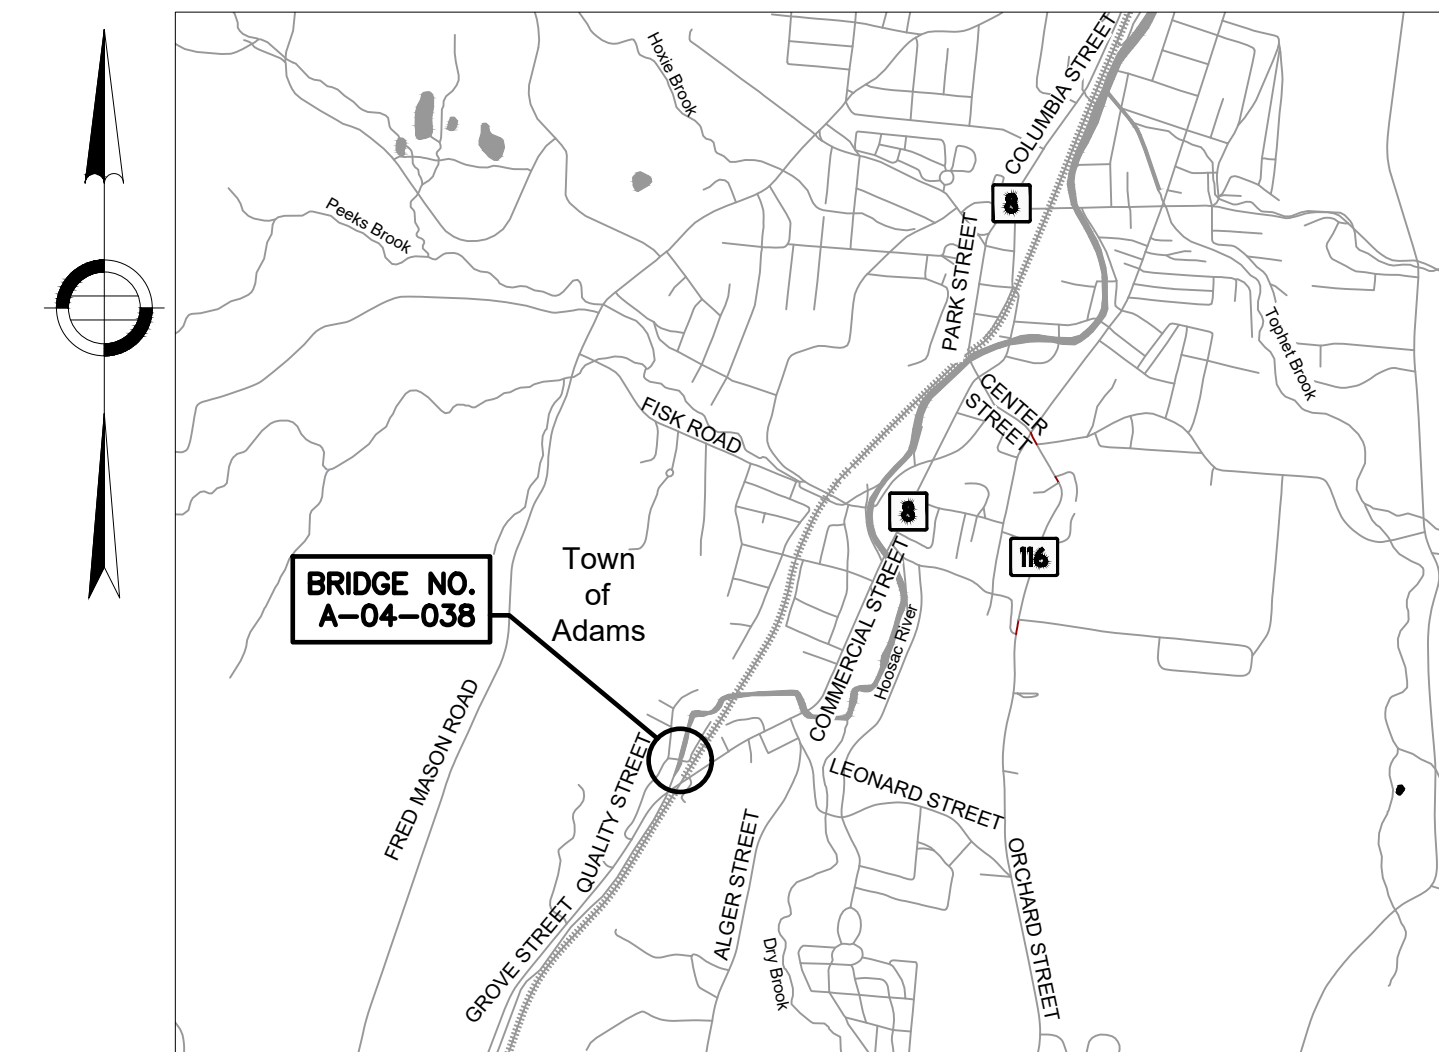 COLUMBIA STREET
Hoxie Brook
8
Peeks Brook
PARK STREET
Tophet Brook
CENTER
STREET
FISK ROAD
8
116
Town
of
Adams
BRIDGE NO.
A-04-038
COMMERCIAL STREET
Hoosac River
FRED MASON ROAD
QUALITY STREET
LEONARD STREET
ALGER STREET
ORCHARD STREET
GROVE STREET
Dry Brook